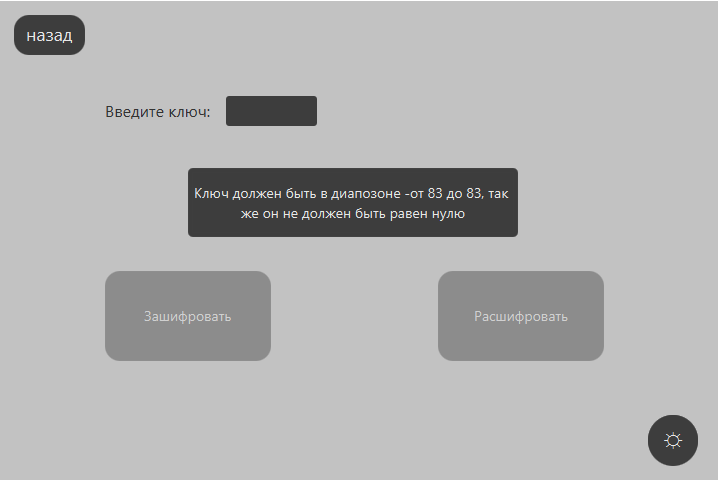 назад
Введите ключ:
Ключ должен быть в диапозоне -от 83 до 83, так
же он не должен быть равен нулю
Зашифровать
Расшифровать